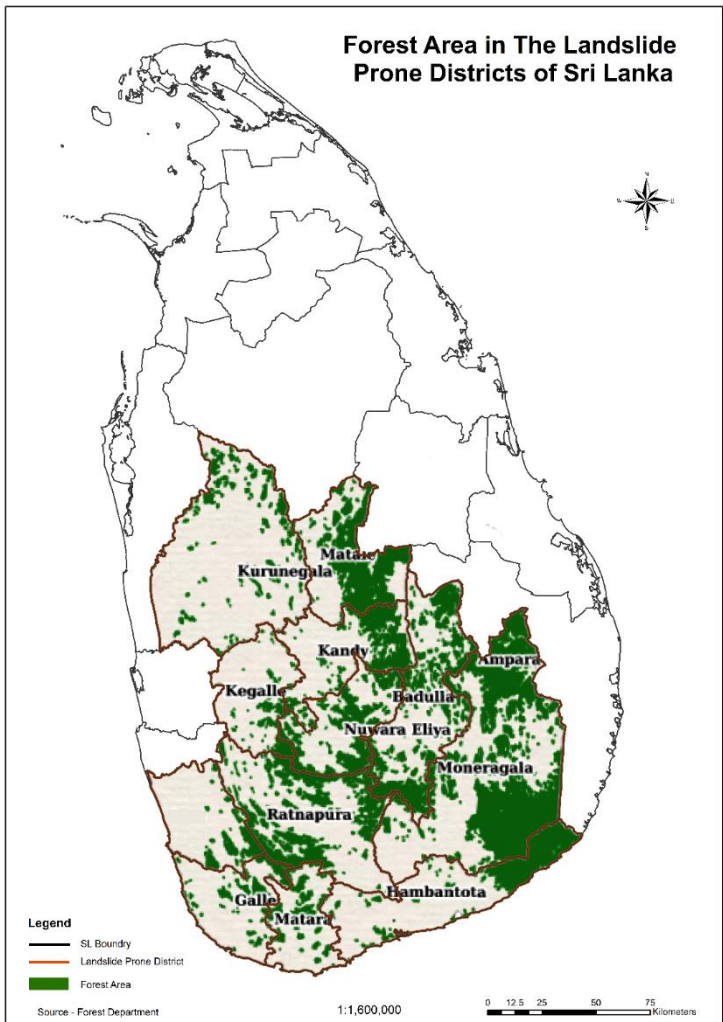 Forest Area in The Landslide
Prone Districts of Sri Lanka
N
W
E
S
Matale
Kurunegala
Kandy
Ampara
Kegalle
Badulla
Nuwara Eliya
Moneragala
Ratnapura
Hambantota
Galle
Matara
Legend
SL Boundry
Landslide Prone District
Forest Area
Source - Forest Department
1:1,600,000
0 12.5 25 50 75
Kilometers